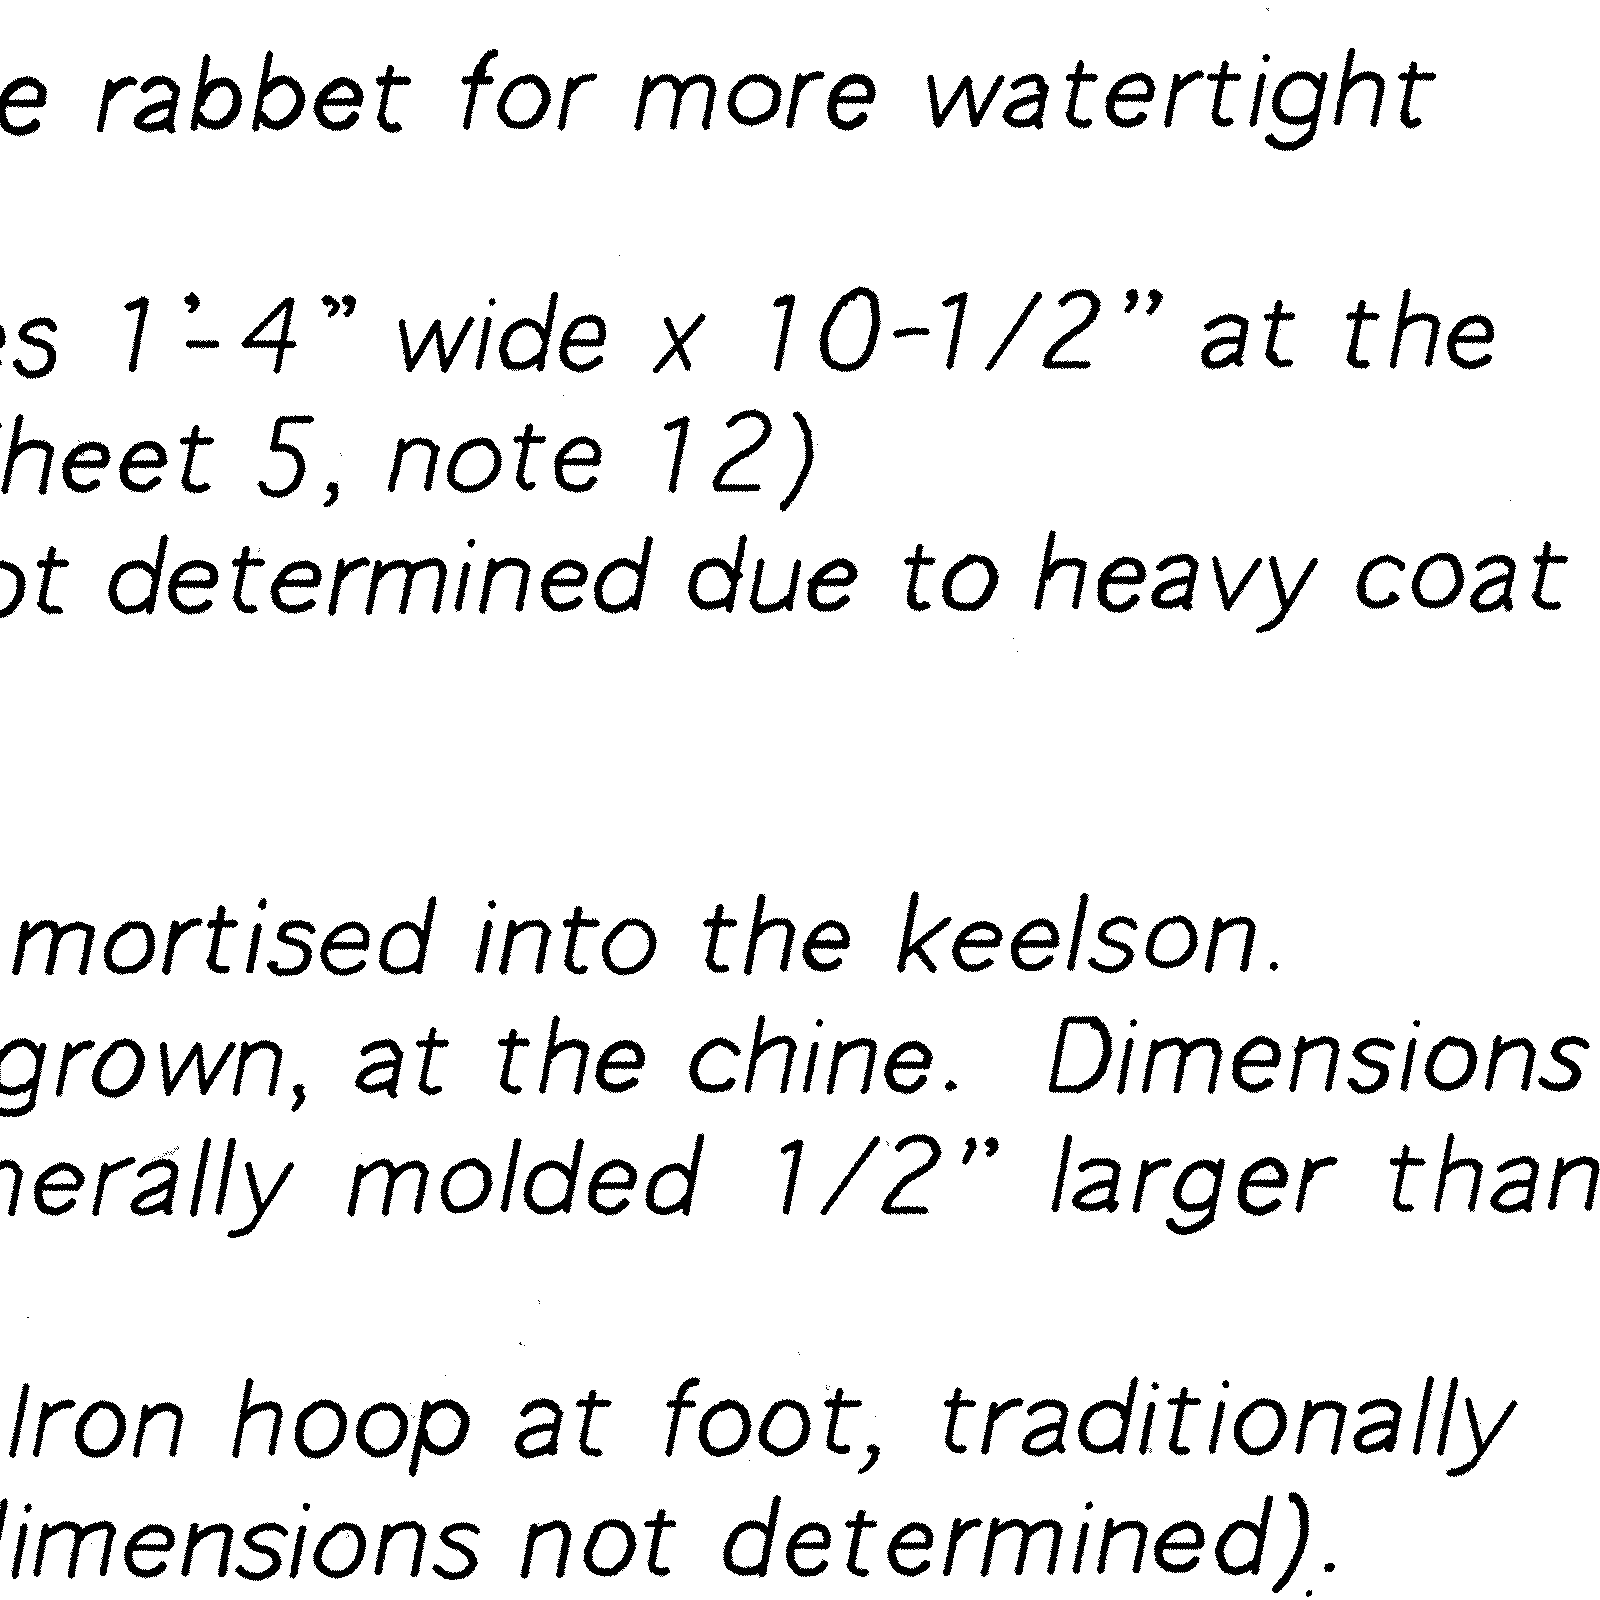 e rabbet for more watertight
es 1'-4" wide x 10-1/2" at the
heet 5, note 12)
ot determined due to heavy coat
mortised into the keelson.
grown, at the chine. Dimensions
nerally molded 1/2" larger than
Iron hoop at foot, traditionally
dimensions not determined).